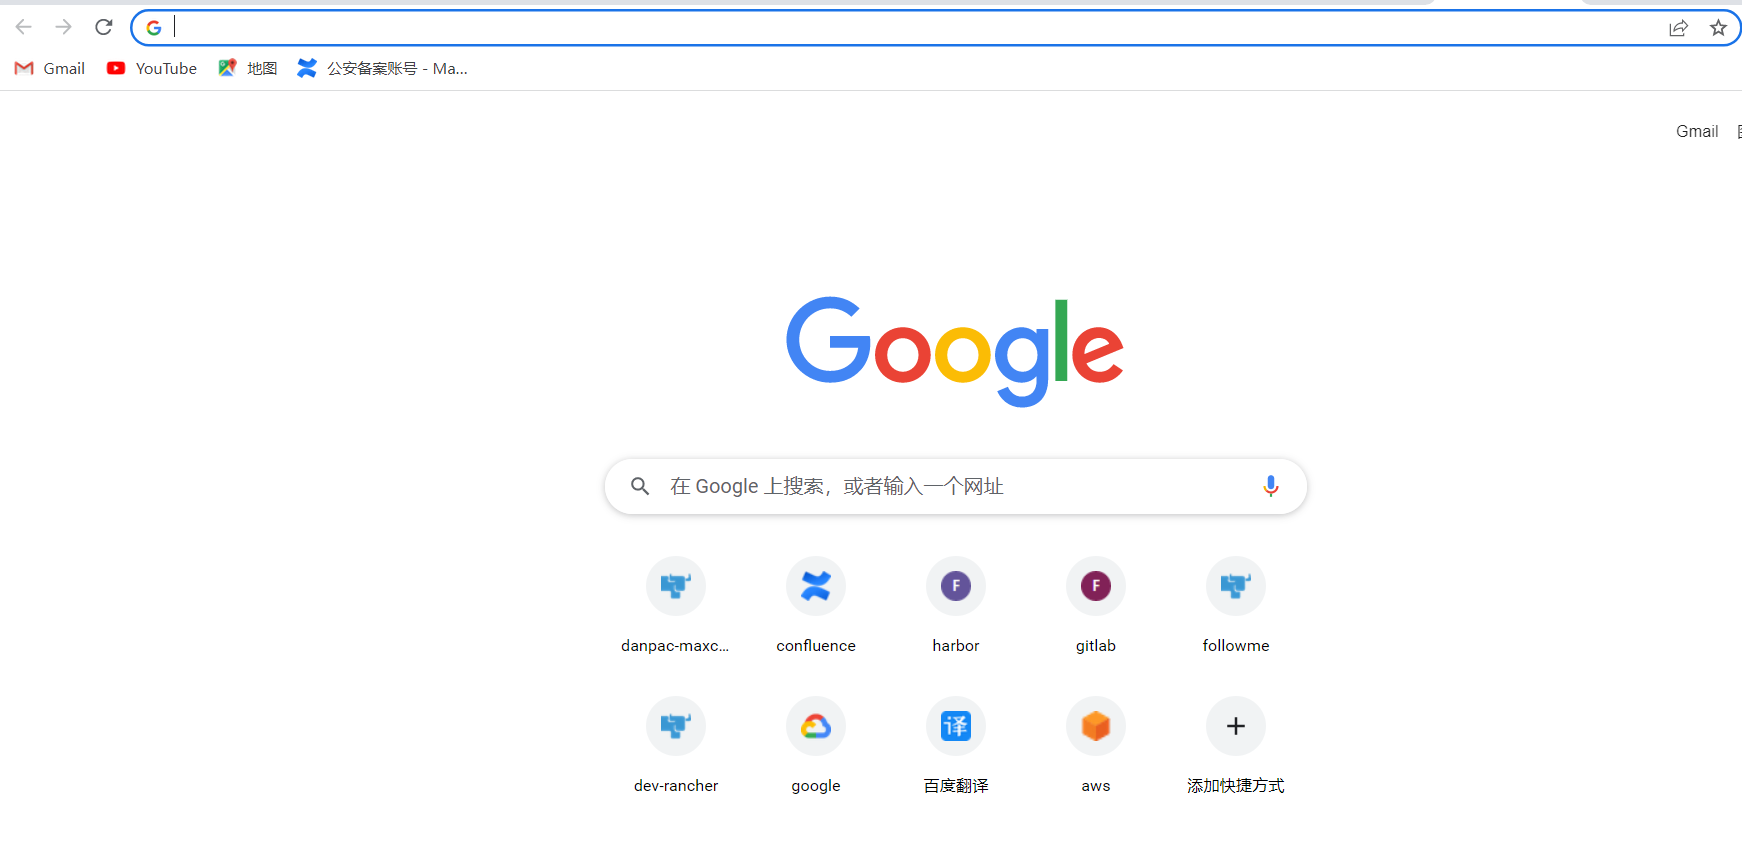 Gmail YouTube 地图 公安备案账号 - Ma...
Gmail
Google
在 Google 上搜索，或者输入一个网址
F F
danpac-maxc... confluence harbor gitlab followme
译
dev-rancher google 百度翻译 aws 添加快捷方式